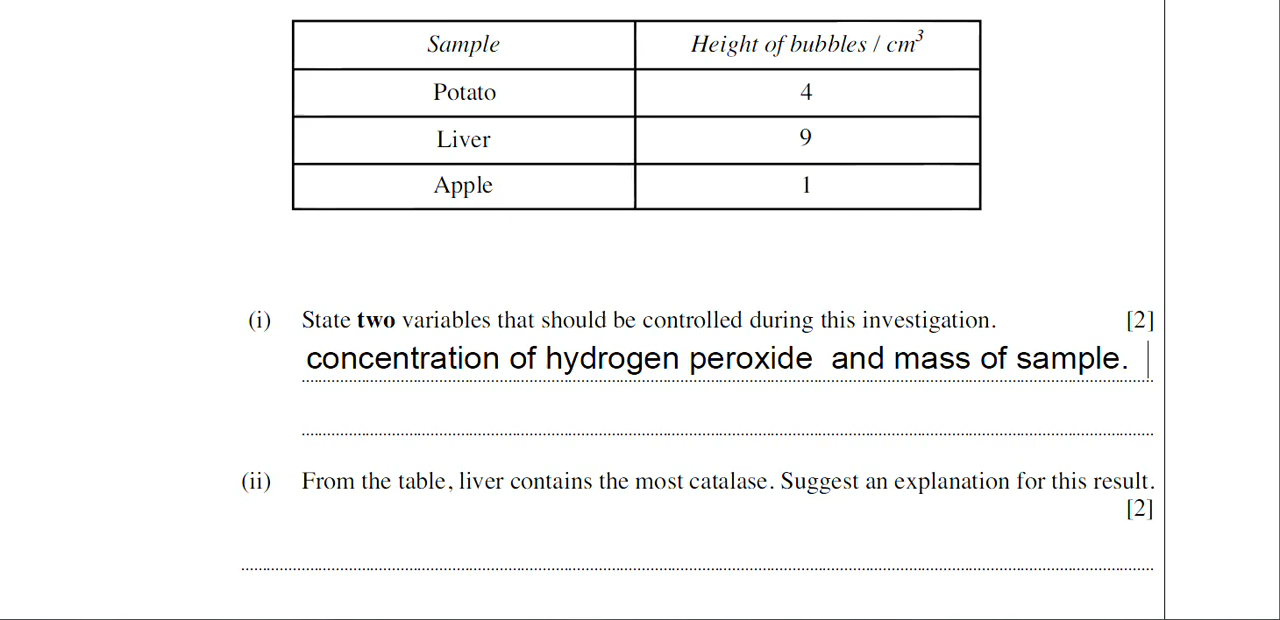 Sample Height of bubbles / cm³
Potato 4
Liver 9
Apple 1
(i) State two variables that should be controlled during this investigation. [2]
concentration of hydrogen peroxide and mass of sample.
(ii) From the table, liver contains the most catalase. Suggest an explanation for this result.
[2]